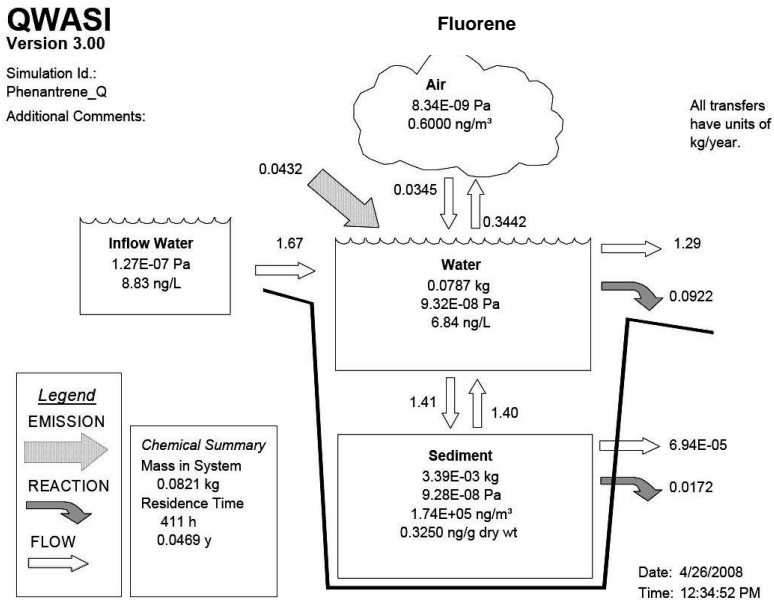 QWASI
Version 3.00
Simulation Id.:
Phenantrene_Q
Additional Comments:
Fluorene
All transfers
have units of
kg/year.
Air
8.34E-09 Pa
0.6000 ng/m³
0.0432
0.0345
0.3442
Inflow Water
1.27E-07 Pa
8.83 ng/L
1.67
Water
0.0787 kg
9.32E-08 Pa
6.84 ng/L
1.29
0.0922
1.41
1.40
Sediment
3.39E-03 kg
9.28E-08 Pa
1.74E+05 ng/m³
0.3250 ng/g dry wt
6.94E-05
0.0172
Legend
EMISSION
REACTION
FLOW
Chemical Summary
Mass in System
0.0821 kg
Residence Time
411 h
0.0469 y
Date: 4/26/2008
Time: 12:34:52 PM